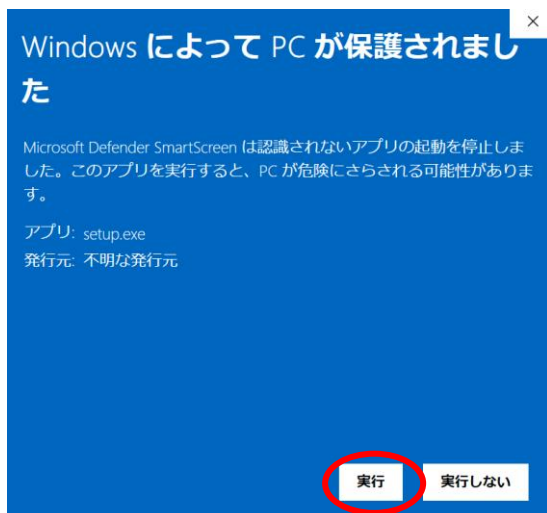 Windows によって PC が保護されまし
た
Microsoft Defender SmartScreen は認識されないアプリの起動を停止しま
した。このアプリを実行すると、PC が危険にさらされる可能性がありま
す。
アプリ: setup.exe
発行元: 不明な発行元
実行 実行しない